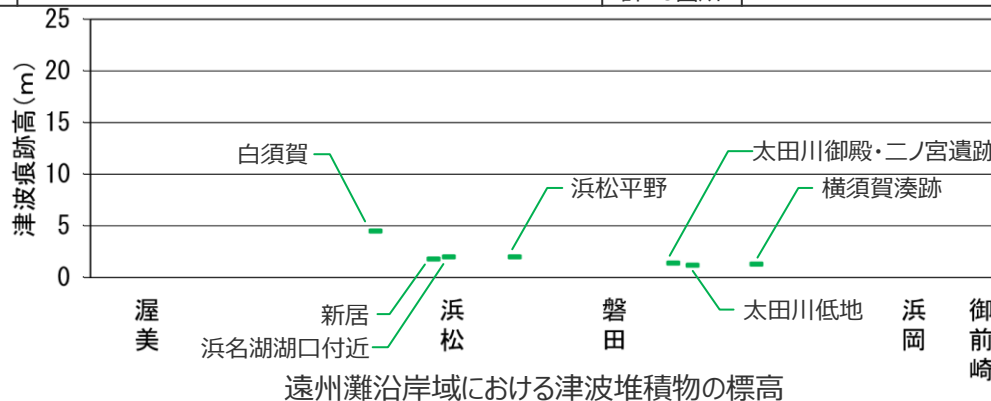 25
20
15
10
5
0
津波痕跡高(m)
白須賀
太田川御殿・二ノ宮遺跡
浜松平野
横須賀湊跡
新居
浜名湖湖口付近
太田川低地
渥美
浜松
磐田
浜岡
御前崎
遠州灘沿岸域における津波堆積物の標高